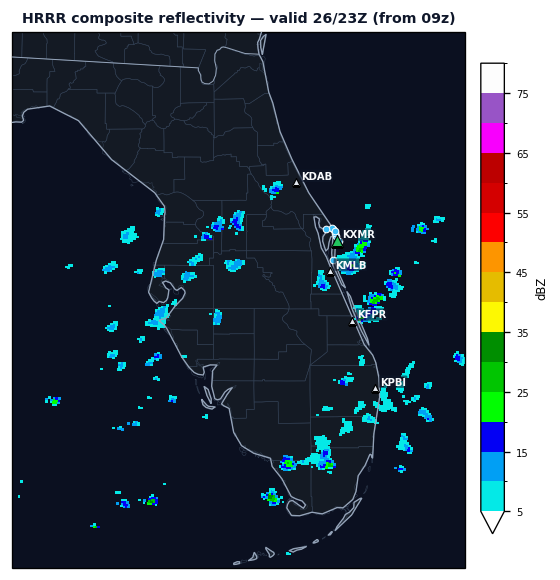 HRRR composite reflectivity — valid 26/23Z (from 09z)
KDAB
KXMR
KMLB
KFPR
KPBI
75
65
55
45
35
25
15
5
dBZ